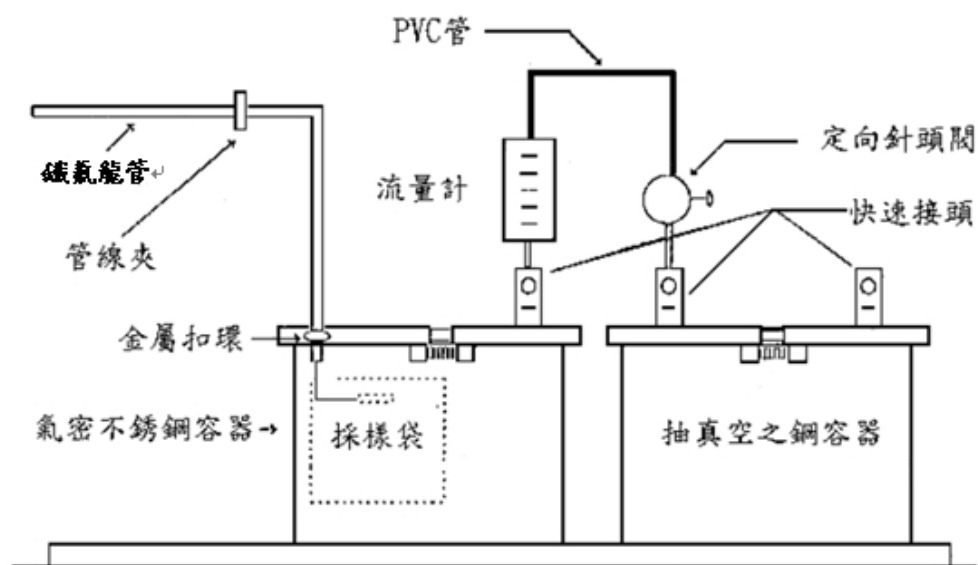 PVC管
定向針頭閥
鐵氟龍管
流量計
快速接頭
管線夾
金屬扣環
氣密不銹鋼容器
採樣袋
抽真空之鋼容器